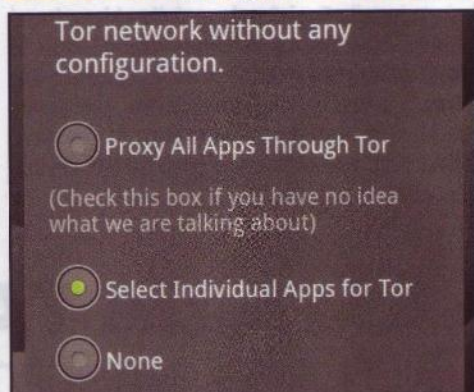 Tor network without any
configuration.
Proxy All Apps Through Tor
(Check this box if you have no idea
what we are talking about)
Select Individual Apps for Tor
None